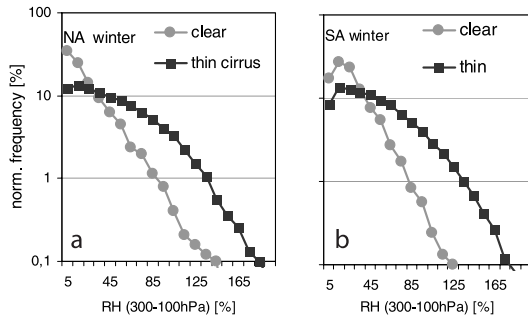 NA winter
clear
thin cirrus
norm. frequency [%]
100
10
1
0,1
a
5 45 85 125 165
RH (300-100hPa) [%]
SA winter
clear
thin
b
5 45 85 125 165
RH (300-100hPa) [%]